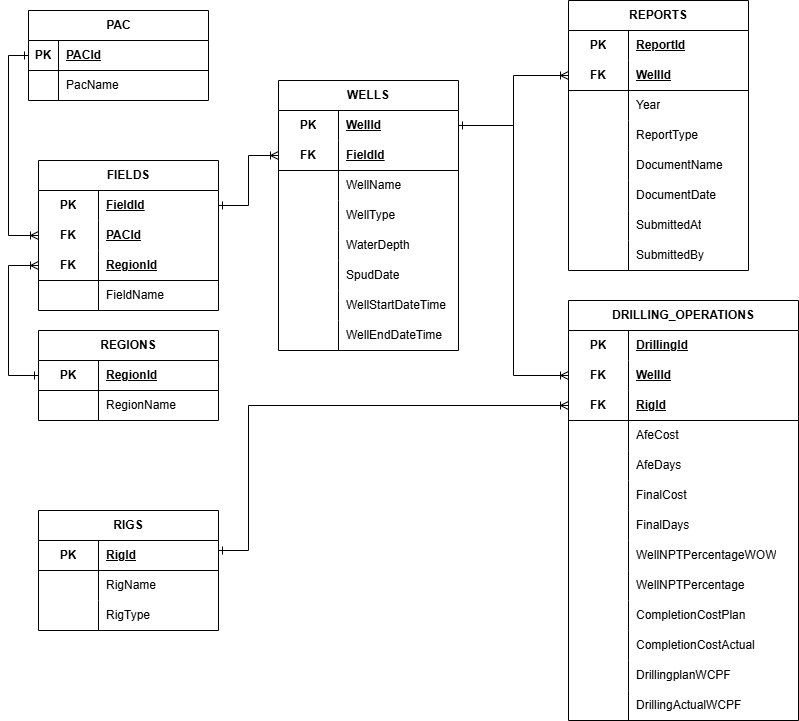 PAC
PK PACId
PacName
FIELDS
PK FieldId
FK PACId
FK RegionId
FieldName
REGIONS
PK RegionId
RegionName
RIGS
PK RigId
RigName
RigType
WELLS
PK WellId
FK FieldId
WellName
WellType
WaterDepth
SpudDate
WellStartDateTime
WellEndDateTime
REPORTS
PK ReportId
FK WellId
Year
ReportType
DocumentName
DocumentDate
SubmittedAt
SubmittedBy
DRILLING_OPERATIONS
PK DrillingId
FK WellId
FK RigId
AfeCost
AfeDays
FinalCost
FinalDays
WellNPTPercentageWOW
WellNPTPercentage
CompletionCostPlan
CompletionCostActual
DrillingplanWCPF
DrillingActualWCPF